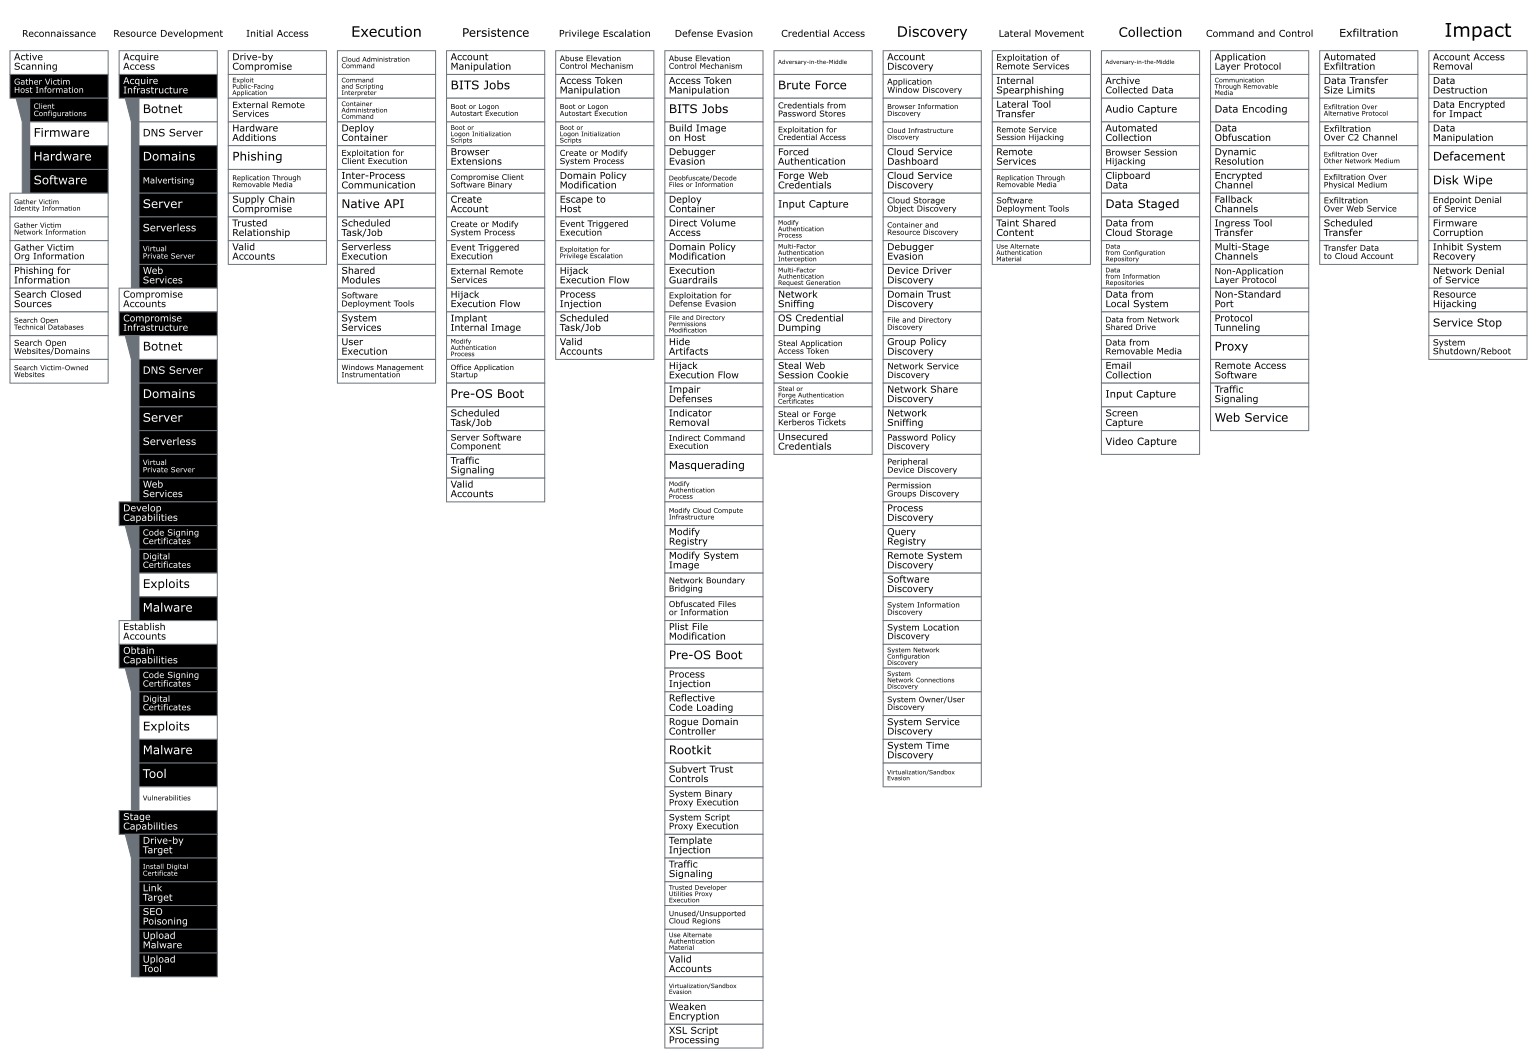 Reconnaissance
Active
Scanning
Gather Victim
Host Information
Client
Configurations
Firmware
Hardware
Software
Gather Victim
Identity Information
Gather Victim
Network Information
Gather Victim
Org Information
Phishing for
Information
Search Closed
Sources
Search Open
Technical Databases
Search Open
Websites/Domains
Search Victim-Owned
Websites
Resource Development
Acquire
Access
Acquire
Infrastructure
Botnet
DNS Server
Domains
Malvertising
Server
Serverless
Virtual
Private Server
Web
Services
Compromise
Accounts
Compromise
Infrastructure
Botnet
DNS Server
Domains
Server
Serverless
Virtual
Private Server
Web
Services
Develop
Capabilities
Code Signing
Certificates
Digital
Certificates
Exploits
Malware
Establish
Accounts
Obtain
Capabilities
Code Signing
Certificates
Digital
Certificates
Exploits
Malware
Tool
Vulnerabilities
Stage
Capabilities
Drive-by
Target
Install Digital
Certificate
Link
Target
SEO
Poisoning
Upload
Malware
Upload
Tool
Initial Access
Drive-by
Compromise
Exploit
Public-Facing
Application
External Remote
Services
Hardware
Additions
Phishing
Replication Through
Removable Media
Supply Chain
Compromise
Trusted
Relationship
Valid
Accounts
Execution
Cloud Administration
Command
Command
and Scripting
Interpreter
Container
Administration
Command
Deploy
Container
Exploitation for
Client Execution
Inter-Process
Communication
Native API
Scheduled
Task/Job
Serverless
Execution
Shared
Modules
Software
Deployment Tools
System
Services
User
Execution
Windows Management
Instrumentation
Persistence
Account
Manipulation
BITS Jobs
Boot or Logon
Autostart Execution
Boot or
Logon Initialization
Scripts
Browser
Extensions
Compromise Client
Software Binary
Create
Account
Create or Modify
System Process
Event Triggered
Execution
External Remote
Services
Hijack
Execution Flow
Implant
Internal Image
Modify
Authentication
Process
Office Application
Startup
Pre-OS Boot
Scheduled
Task/Job
Server Software
Component
Traffic
Signaling
Valid
Accounts
Privilege Escalation
Abuse Elevation
Control Mechanism
Access Token
Manipulation
Boot or Logon
Autostart Execution
Boot or
Logon Initialization
Scripts
Create or Modify
System Process
Domain Policy
Modification
Escape to
Host
Event Triggered
Execution
Exploitation for
Privilege Escalation
Hijack
Execution Flow
Process
Injection
Scheduled
Task/Job
Valid
Accounts
Defense Evasion
Abuse Elevation
Control Mechanism
Access Token
Manipulation
BITS Jobs
Build Image
on Host
Debugger
Evasion
Deobfuscate/Decode
Files or Information
Deploy
Container
Direct Volume
Access
Domain Policy
Modification
Execution
Guardrails
Exploitation for
Defense Evasion
File and Directory
Permissions
Modification
Hide
Artifacts
Hijack
Execution Flow
Impair
Defenses
Indicator
Removal
Indirect Command
Execution
Masquerading
Modify
Authentication
Process
Modify Cloud Compute
Infrastructure
Modify
Registry
Modify System
Image
Network Boundary
Bridging
Obfuscated Files
or Information
Plist File
Modification
Pre-OS Boot
Process
Injection
Reflective
Code Loading
Rogue Domain
Controller
Rootkit
Subvert Trust
Controls
System Binary
Proxy Execution
System Script
Proxy Execution
Template
Injection
Traffic
Signaling
Trusted Developer
Utilities Proxy
Execution
Unused/Unsupported
Cloud Regions
Use Alternate
Authentication
Material
Valid
Accounts
Virtualization/Sandbox
Evasion
Weaken
Encryption
XSL Script
Processing
Credential Access
Adversary-in-the-Middle
Brute Force
Credentials from
Password Stores
Exploitation for
Credential Access
Forced
Authentication
Forge Web
Credentials
Input Capture
Modify
Authentication
Process
Multi-Factor
Authentication
Interception
Multi-Factor
Authentication
Request Generation
Network
Sniffing
OS Credential
Dumping
Steal Application
Access Token
Steal Web
Session Cookie
Steal or
Forge Authentication
Certificates
Steal or Forge
Kerberos Tickets
Unsecured
Credentials
Discovery
Account
Discovery
Application
Window Discovery
Browser Information
Discovery
Cloud Infrastructure
Discovery
Cloud Service
Dashboard
Cloud Service
Discovery
Cloud Storage
Object Discovery
Container and
Resource Discovery
Debugger
Evasion
Device Driver
Discovery
Domain Trust
Discovery
File and Directory
Discovery
Group Policy
Discovery
Network Service
Discovery
Network Share
Discovery
Network
Sniffing
Password Policy
Discovery
Peripheral
Device Discovery
Permission
Groups Discovery
Process
Discovery
Query
Registry
Remote System
Discovery
Software
Discovery
System Information
Discovery
System Location
Discovery
System Network
Configuration
Discovery
System
Network Connections
Discovery
System Owner/User
Discovery
System Service
Discovery
System Time
Discovery
Virtualization/Sandbox
Evasion
Lateral Movement
Exploitation of
Remote Services
Internal
Spearphishing
Lateral Tool
Transfer
Remote Service
Session Hijacking
Remote
Services
Replication Through
Removable Media
Software
Deployment Tools
Taint Shared
Content
Use Alternate
Authentication
Material
Collection
Adversary-in-the-Middle
Archive
Collected Data
Audio Capture
Automated
Collection
Browser Session
Hijacking
Clipboard
Data
Data Staged
Data from
Cloud Storage
Data
from Configuration
Repository
Data
from Information
Repositories
Data from
Local System
Data from Network
Shared Drive
Data from
Removable Media
Email
Collection
Input Capture
Screen
Capture
Video Capture
Command and Control
Application
Layer Protocol
Communication
Through Removable
Media
Data Encoding
Data
Obfuscation
Dynamic
Resolution
Encrypted
Channel
Fallback
Channels
Ingress Tool
Transfer
Multi-Stage
Channels
Non-Application
Layer Protocol
Non-Standard
Port
Protocol
Tunneling
Proxy
Remote Access
Software
Traffic
Signaling
Web Service
Exfiltration
Automated
Exfiltration
Data Transfer
Size Limits
Exfiltration Over
Alternative Protocol
Exfiltration
Over C2 Channel
Exfiltration Over
Other Network Medium
Exfiltration Over
Physical Medium
Exfiltration
Over Web Service
Scheduled
Transfer
Transfer Data
to Cloud Account
Impact
Account Access
Removal
Data
Destruction
Data Encrypted
for Impact
Data
Manipulation
Defacement
Disk Wipe
Endpoint Denial
of Service
Firmware
Corruption
Inhibit System
Recovery
Network Denial
of Service
Resource
Hijacking
Service Stop
System
Shutdown/Reboot